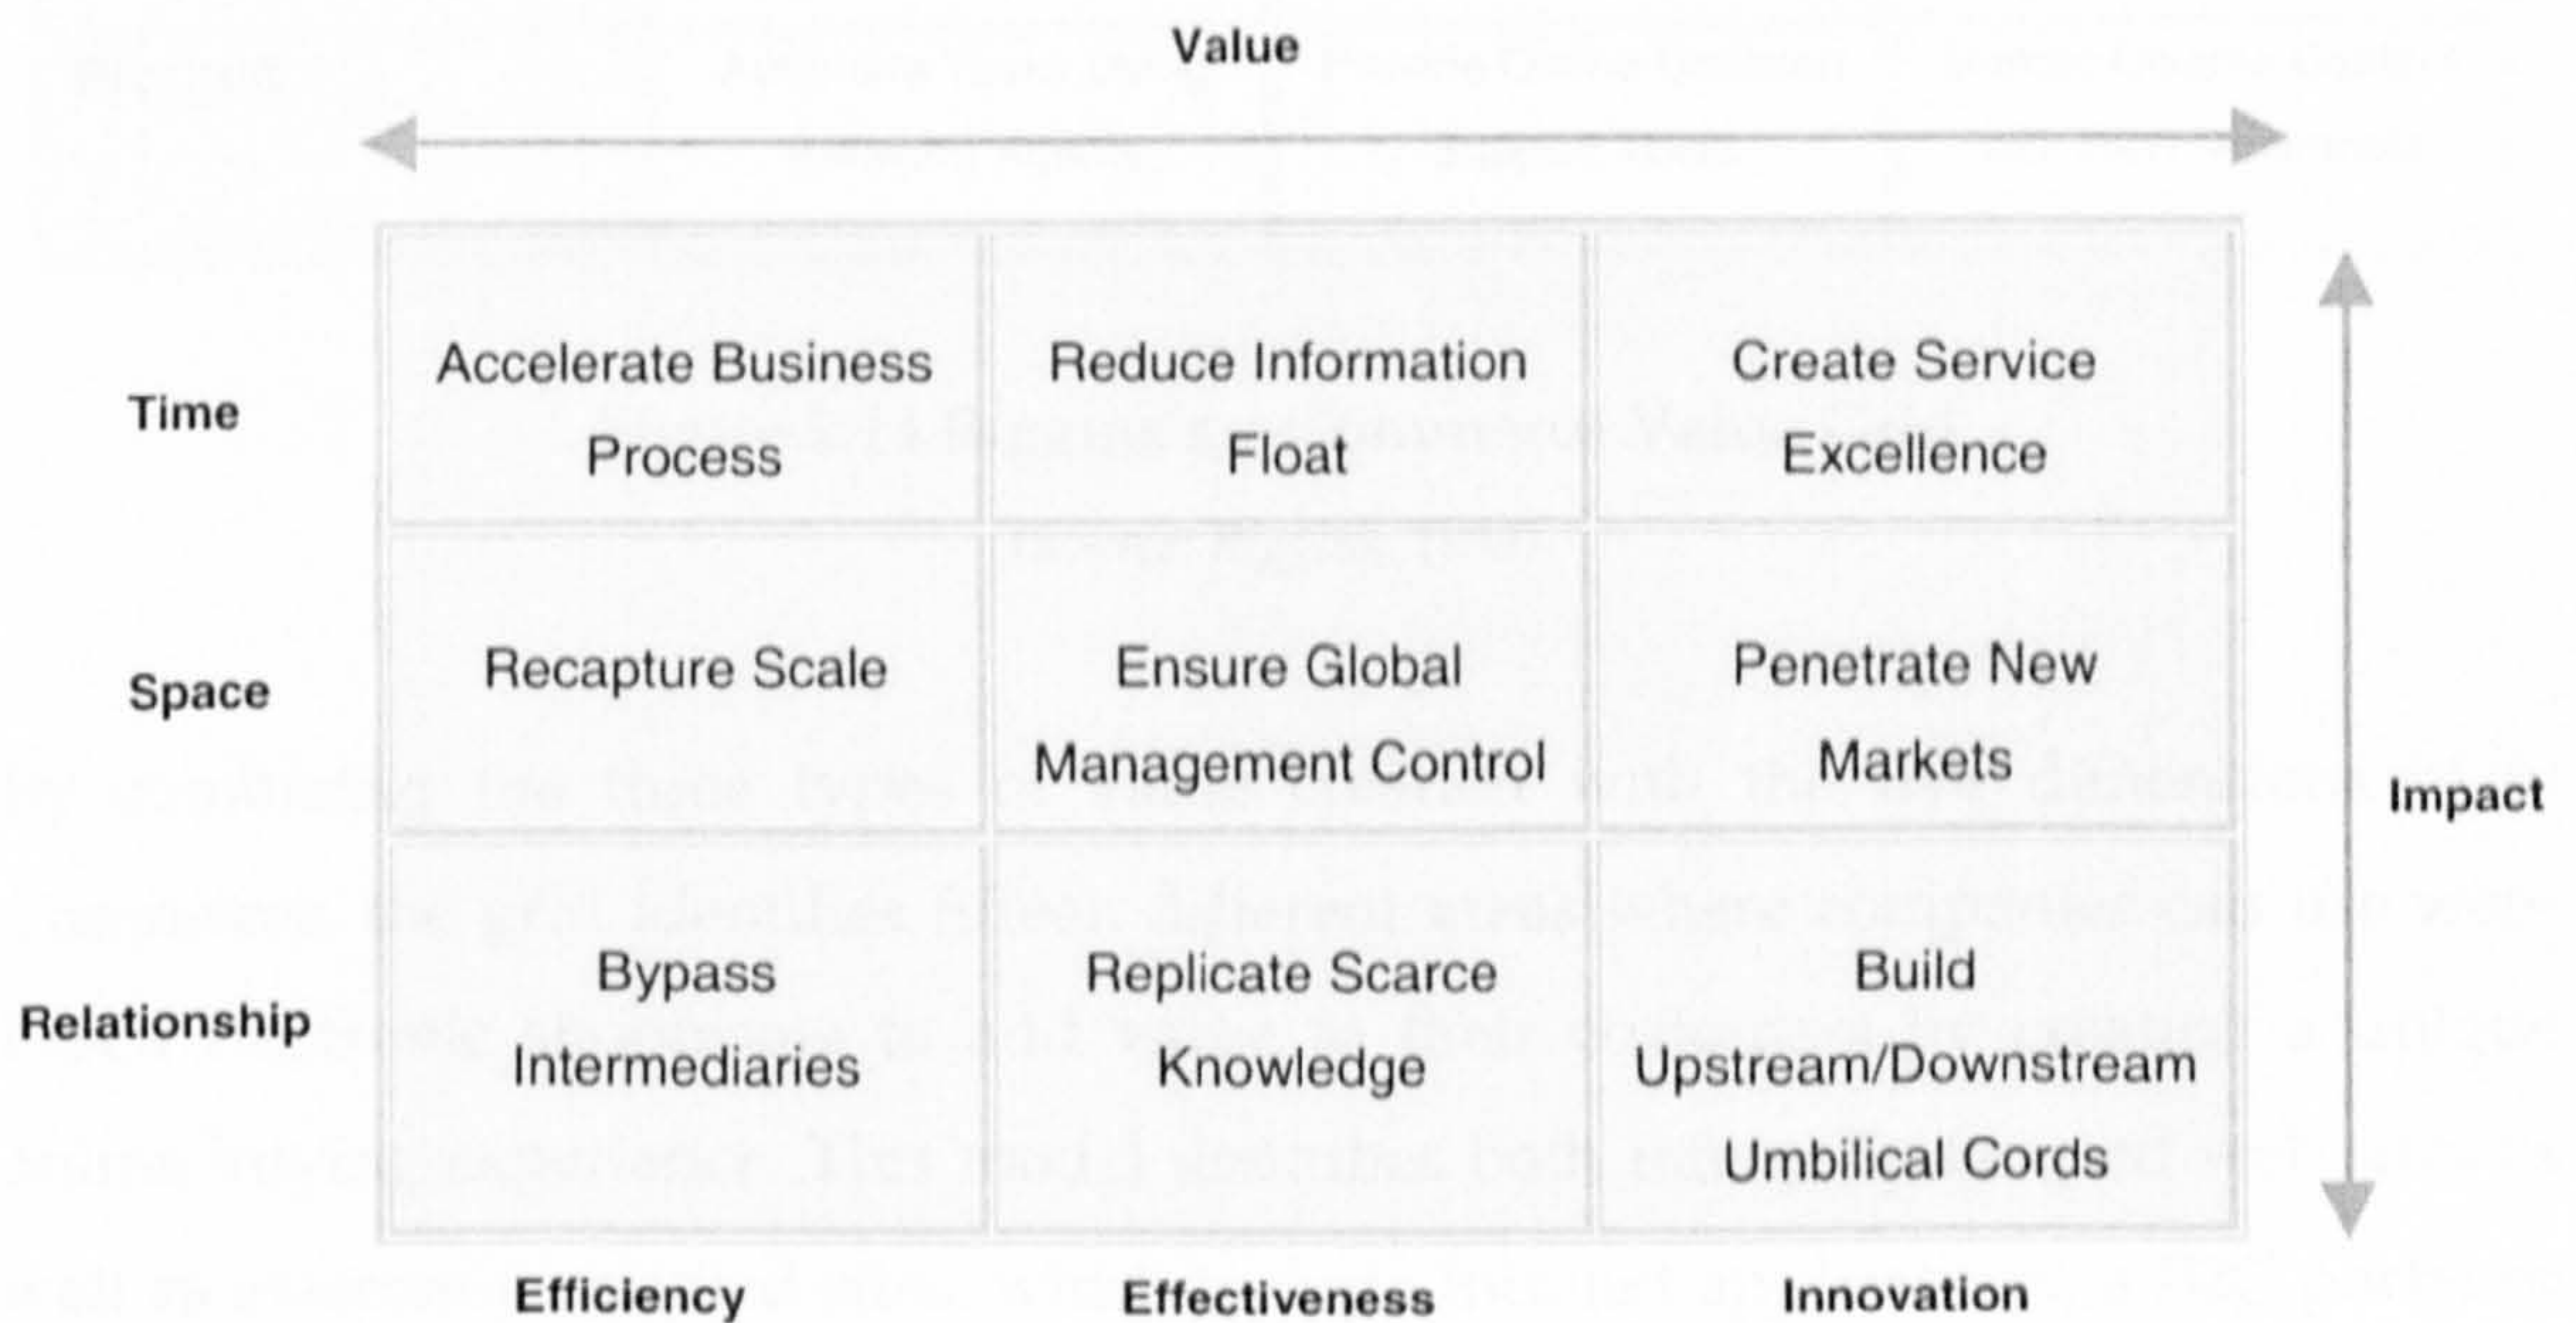 Value
Time
Accelerate Business
Process
Reduce Information
Float
Create Service
Excellence
Space
Recapture Scale
Ensure Global
Management Control
Penetrate New
Markets
Impact
Relationship
Bypass
Intermediaries
Replicate Scarce
Knowledge
Build
Upstream/Downstream
Umbilical Cords
Efficiency
Effectiveness
Innovation